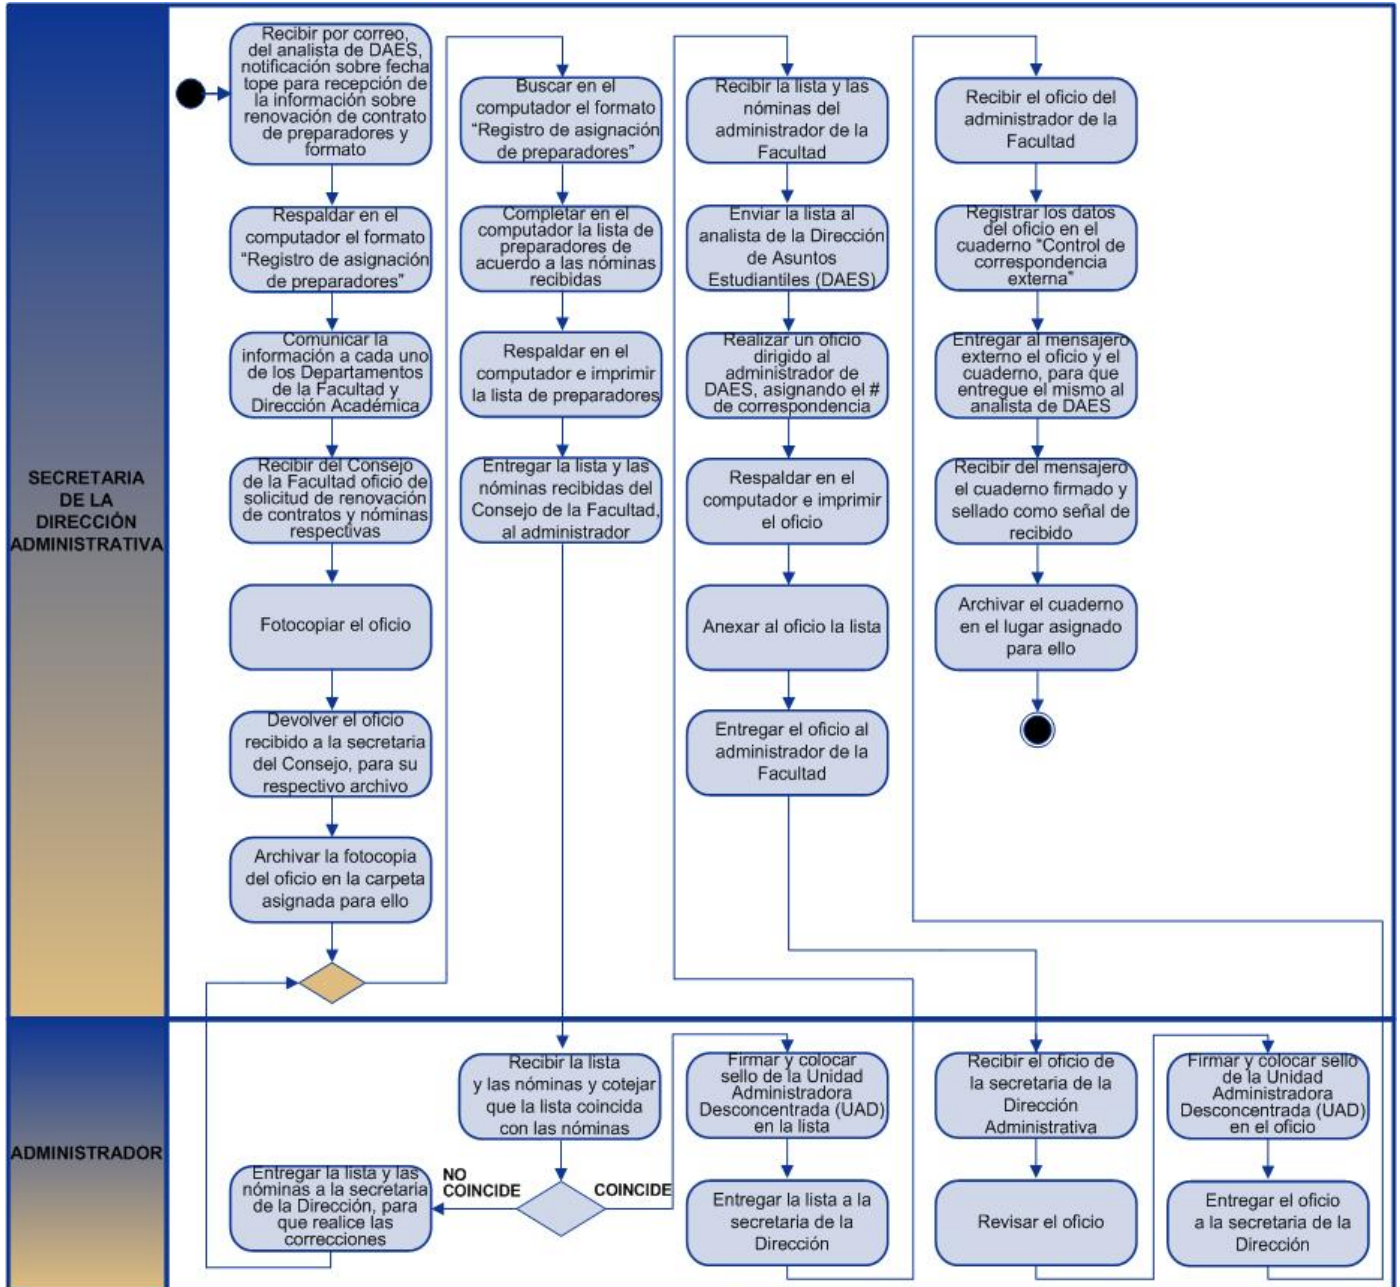 SECRETARIA
DE LA
DIRECCIÓN
ADMINISTRATIVA
Recibir por correo,
del analista de DAES,
notificación sobre fecha
tope para recepción de
la información sobre
renovación de contrato
de preparadores y
formato
Respaldar en el
computador el formato
“Registro de asignación
de preparadores”
Comunicar la
información a cada uno
de los Departamentos
de la Facultad y
Dirección Académica
Recibir del Consejo
de la Facultad oficio de
solicitud de renovación
de contratos y nóminas
respectivas
Fotocopiar el oficio
Devolver el oficio
recibido a la secretaria
del Consejo, para su
respectivo archivo
Archivar la fotocopia
del oficio en la carpeta
asignada para ello
Buscar en el
computador el formato
“Registro de asignación
de preparadores”
Completar en el
computador la lista de
preparadores de
acuerdo a las nóminas
recibidas
Respaldar en el
computador e imprimir
la lista de preparadores
Entregar la lista y las
nóminas recibidas del
Consejo de la Facultad,
al administrador
Recibir la lista y las
nóminas del
administrador de la
Facultad
Enviar la lista al
analista de la Dirección
de Asuntos
Estudiantiles (DAES)
Realizar un oficio
dirigido al
administrador de
DAES, asignando el #
de correspondencia
Respaldar en el
computador e imprimir
el oficio
Anexar al oficio la lista
Entregar el oficio al
administrador de la
Facultad
Recibir el oficio del
administrador de la
Facultad
Registrar los datos
del oficio en el
cuaderno "Control de
correspondencia
externa"
Entregar al mensajero
externo el oficio y el
cuaderno, para que
entregue el mismo al
analista de DAES
Recibir del mensajero
el cuaderno firmado y
sellado como señal de
recibido
Archivar el cuaderno
en el lugar asignado
para ello
ADMINISTRADOR
Recibir la lista
y las nóminas y cotejar
que la lista coincida
con las nóminas
NO
COINCIDE
COINCIDE
Entregar la lista y las
nóminas a la secretaria
de la Dirección, para
que realice las
correcciones
Firmar y colocar
sello de la Unidad
Administradora
Desconcentrada (UAD)
en la lista
Entregar la lista a la
secretaria de la
Dirección
Recibir el oficio de
la secretaria de la
Dirección
Administrativa
Revisar el oficio
Firmar y colocar sello
de la Unidad
Administradora
Desconcentrada (UAD)
en el oficio
Entregar el oficio
a la secretaria de la
Dirección